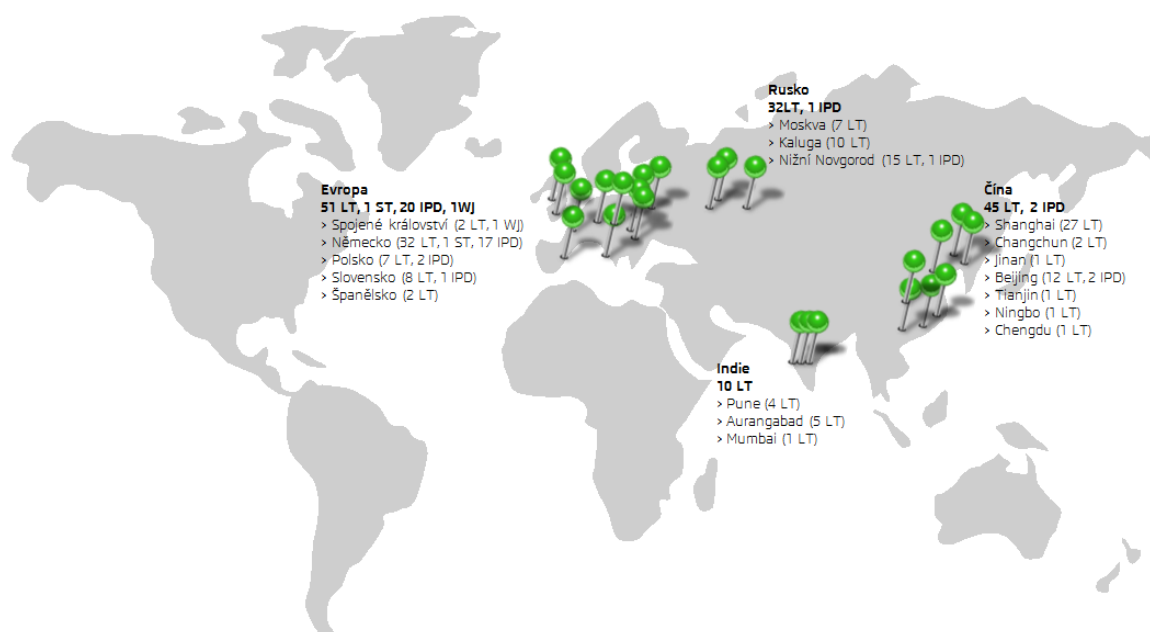 Rusko
32LT, 1 IPD
> Moskva (7 LT)
> Kaluga (10 LT)
> Nižní Novgorod (15 LT, 1 IPD)
Evropa
51 LT, 1 ST, 20 IPD, 1WJ
> Spojené království (2 LT, 1 WJ)
> Německo (32 LT, 1 ST, 17 IPD)
> Polsko (7 LT, 2 IPD)
> Slovensko (8 LT, 1 IPD)
> Španělsko (2 LT)
Čína
45 LT, 2 IPD
> Shanghai (27 LT)
> Changchun (2 LT)
> Jinan (1 LT)
> Beijing (12 LT, 2 IPD)
> Tianjin (1 LT)
> Ningbo (1 LT)
> Chengdu (1 LT)
Indie
10 LT
> Pune (4 LT)
> Aurangabad (5 LT)
> Mumbai (1 LT)